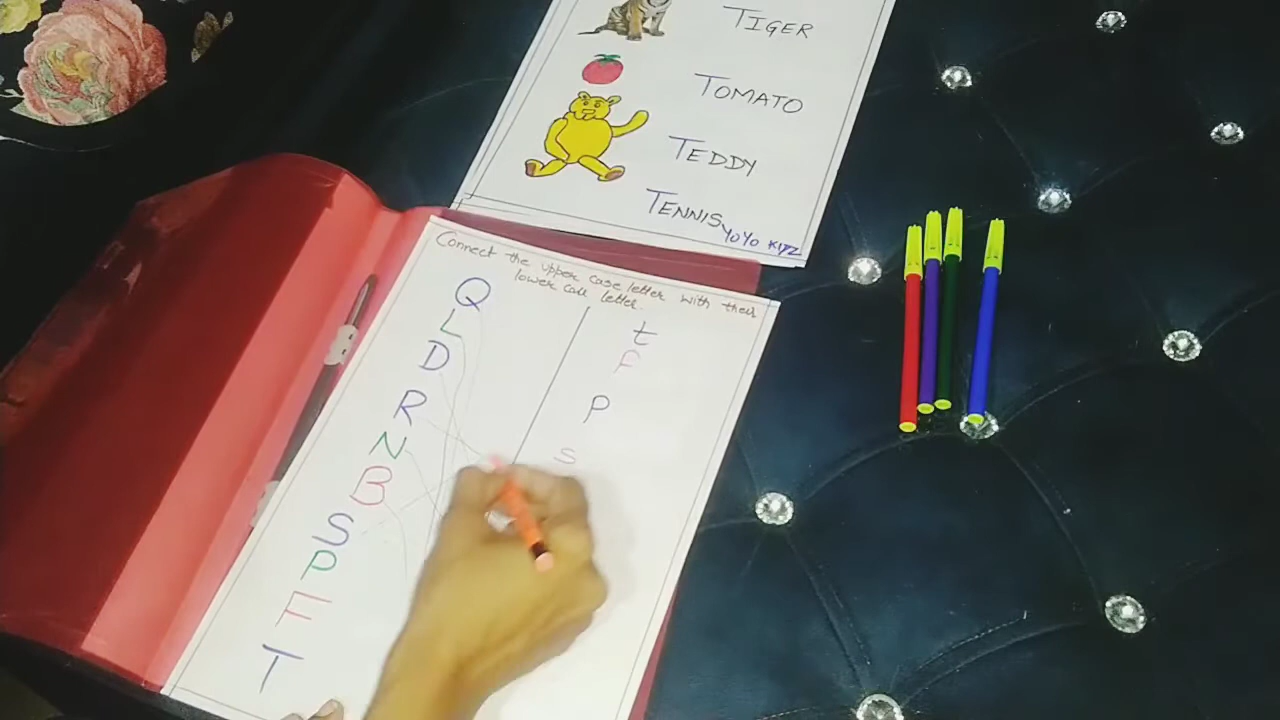 TIGER
TOMATO
TEDDY
TENNIS
YOYO KIDZ
Connect the upper case letter with their
lower case letter.
Q
L
D
R
N
B
S
P
F
T
t
f
p
s